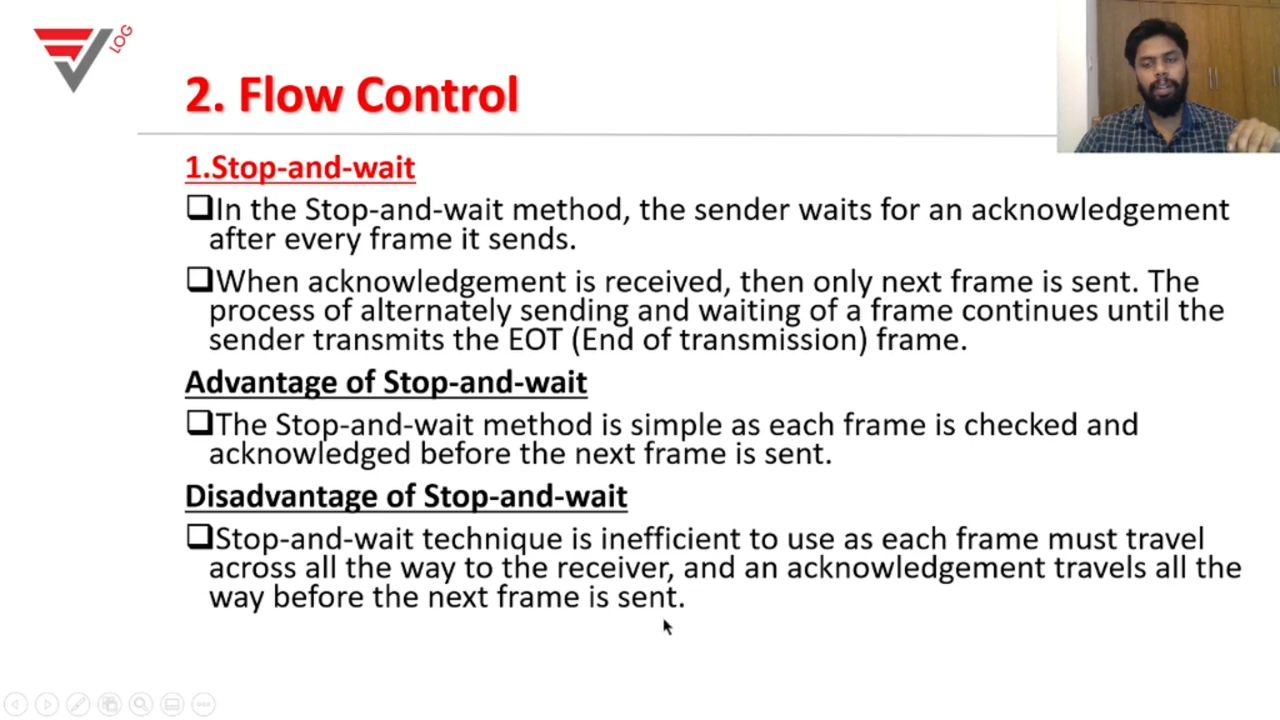 LOG
2. Flow Control
1.Stop-and-wait
In the Stop-and-wait method, the sender waits for an acknowledgement
after every frame it sends.
When acknowledgement is received, then only next frame is sent. The
process of alternately sending and waiting of a frame continues until the
sender transmits the EOT (End of transmission) frame.
Advantage of Stop-and-wait
The Stop-and-wait method is simple as each frame is checked and
acknowledged before the next frame is sent.
Disadvantage of Stop-and-wait
Stop-and-wait technique is inefficient to use as each frame must travel
across all the way to the receiver, and an acknowledgement travels all the
way before the next frame is sent.